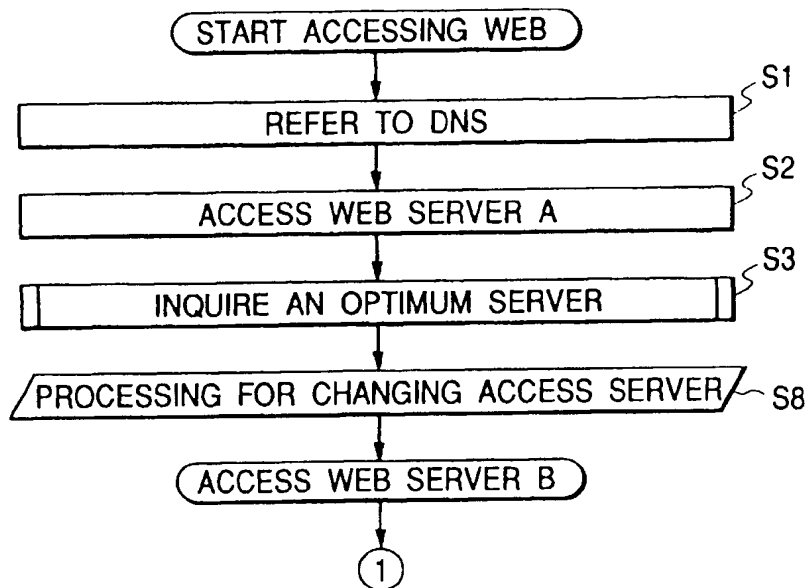 START ACCESSING WEB
S1
REFER TO DNS
S2
ACCESS WEB SERVER A
S3
INQUIRE AN OPTIMUM SERVER
PROCESSING FOR CHANGING ACCESS SERVER
S8
ACCESS WEB SERVER B
1